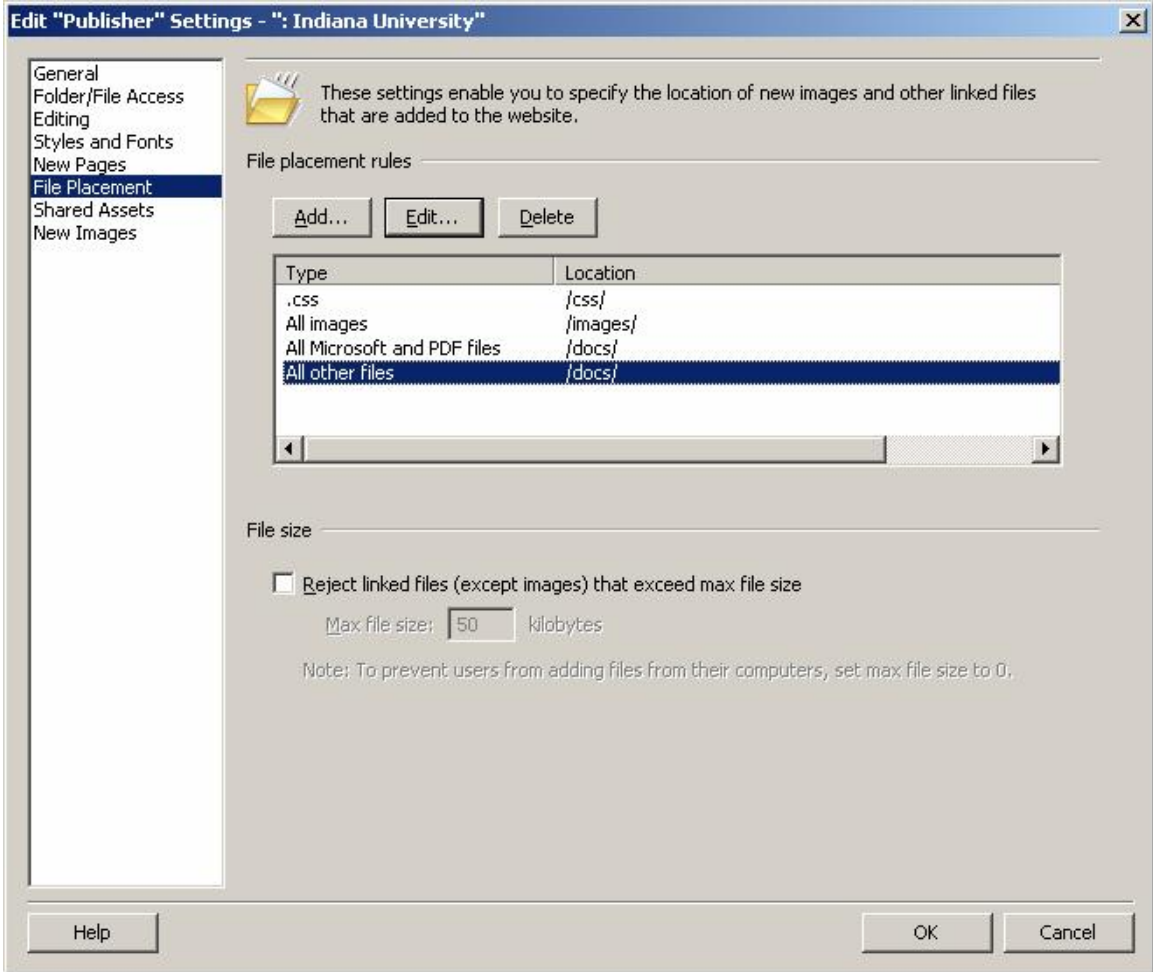 Edit "Publisher" Settings - ": Indiana University"
General
Folder/File Access
Editing
Styles and Fonts
New Pages
File Placement
Shared Assets
New Images
These settings enable you to specify the location of new images and other linked files
that are added to the website.
File placement rules
Add...
Edit...
Delete
Type Location
.css /css/
All images /images/
All Microsoft and PDF files /docs/
All other files /docs/
File size
Reject linked files (except images) that exceed max file size
Max file size: 50 kilobytes
Note: To prevent users from adding files from their computers, set max file size to 0.
Help
OK
Cancel